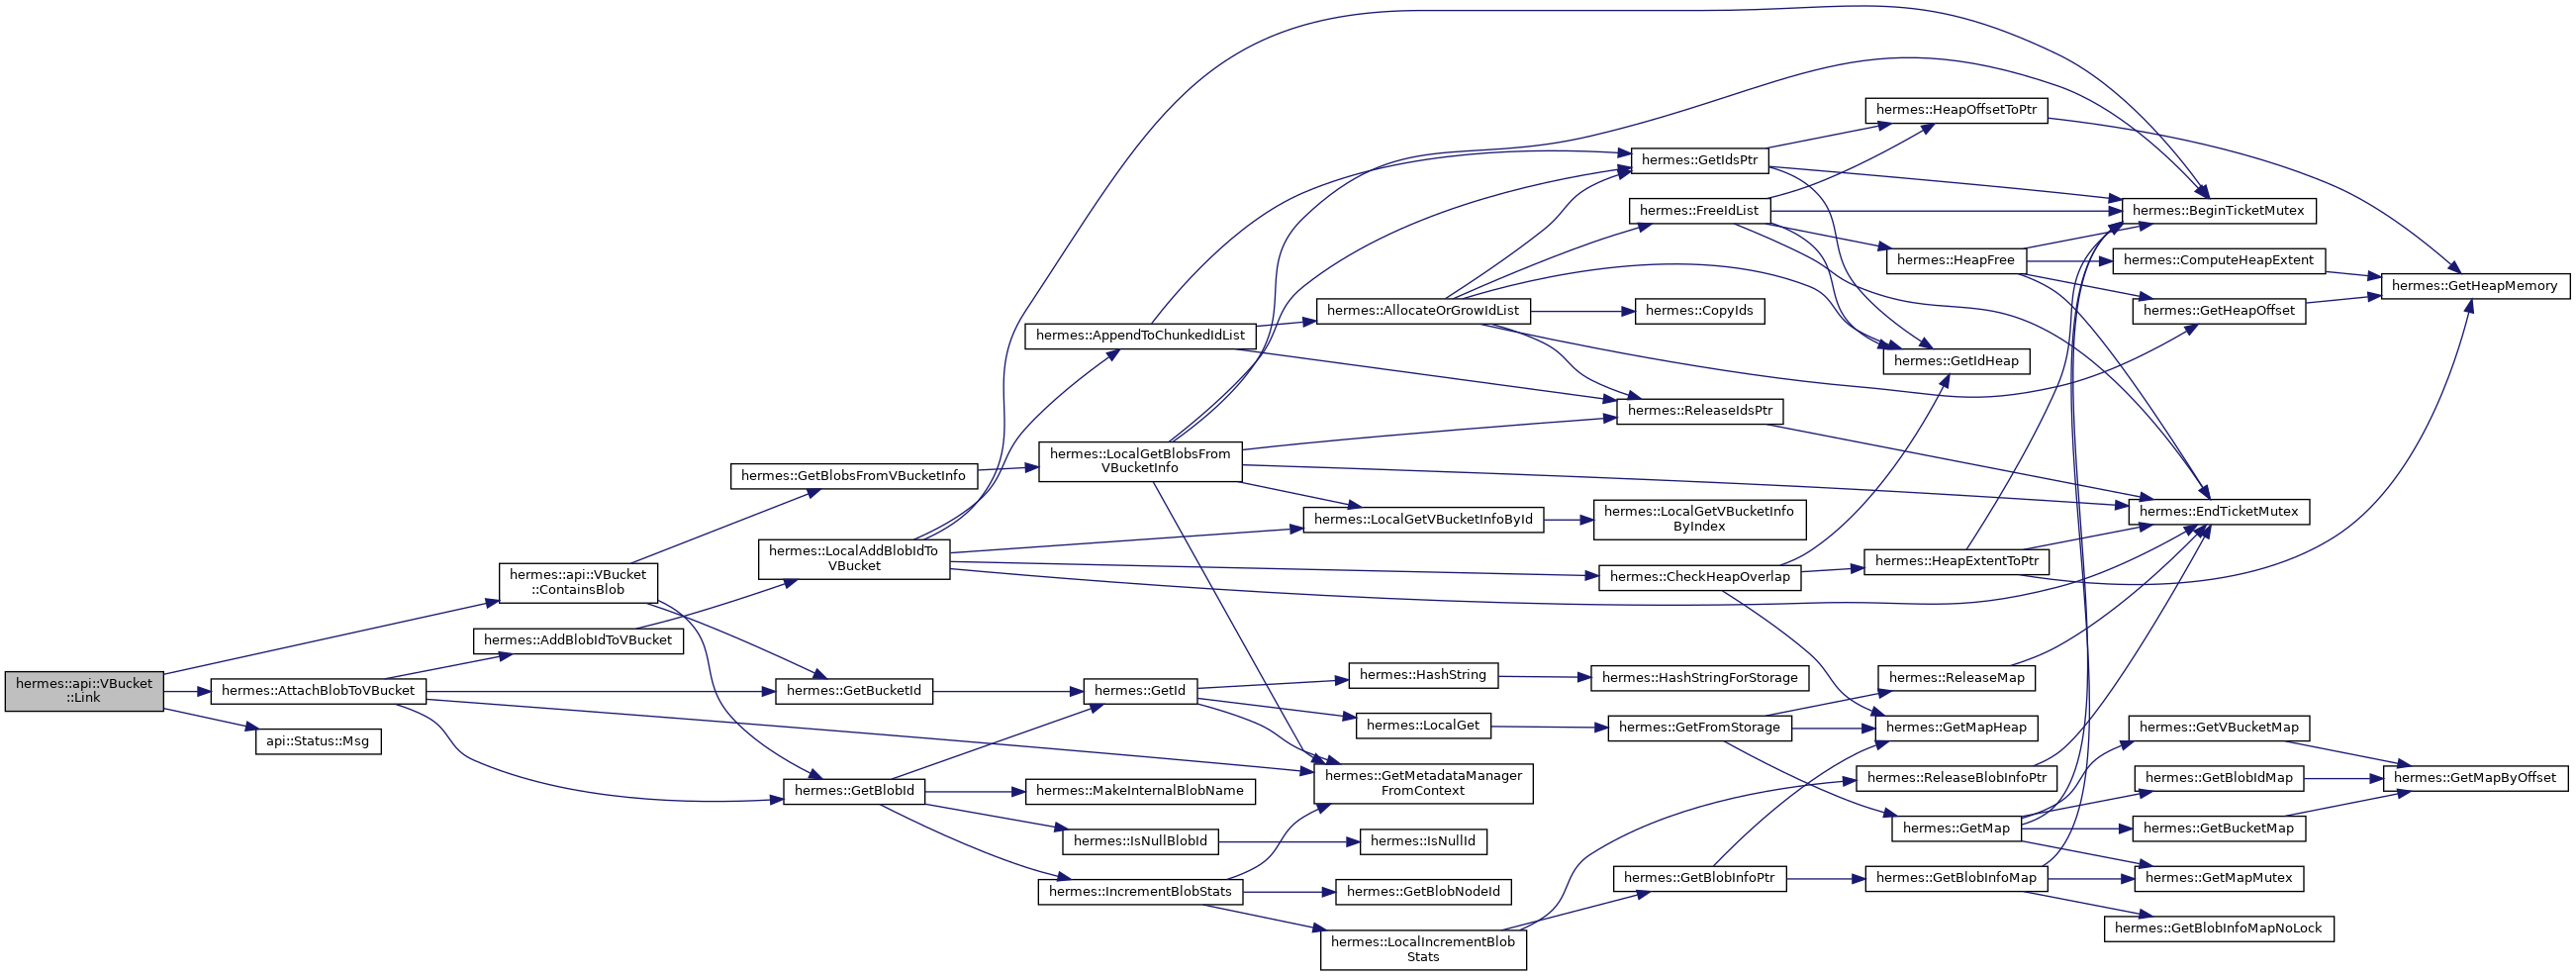 hermes::api::VBucket
::Link
hermes::api::VBucket
::ContainsBlob
hermes::AttachBlobToVBucket
api::Status::Msg
hermes::GetBlobsFromVBucketInfo
hermes::AddBlobIdToVBucket
hermes::GetBucketId
hermes::GetBlobId
hermes::LocalAddBlobIdTo
VBucket
hermes::AppendToChunkedIdList
hermes::LocalGetBlobsFrom
VBucketInfo
hermes::GetId
hermes::MakeInternalBlobName
hermes::IsNullBlobId
hermes::IncrementBlobStats
hermes::AllocateOrGrowIdList
hermes::LocalGetVBucketInfoById
hermes::HashString
hermes::LocalGet
hermes::GetMetadataManager
FromContext
hermes::IsNullId
hermes::GetBlobNodeId
hermes::LocalIncrementBlob
Stats
hermes::GetIdsPtr
hermes::FreeIdList
hermes::CopyIds
hermes::ReleaseIdsPtr
hermes::LocalGetVBucketInfo
ByIndex
hermes::CheckHeapOverlap
hermes::HashStringForStorage
hermes::GetFromStorage
hermes::GetBlobInfoPtr
hermes::HeapOffsetToPtr
hermes::HeapFree
hermes::GetIdHeap
hermes::HeapExtentToPtr
hermes::ReleaseMap
hermes::GetMapHeap
hermes::ReleaseBlobInfoPtr
hermes::GetMap
hermes::GetBlobInfoMap
hermes::BeginTicketMutex
hermes::ComputeHeapExtent
hermes::GetHeapOffset
hermes::EndTicketMutex
hermes::GetVBucketMap
hermes::GetBlobIdMap
hermes::GetBucketMap
hermes::GetMapMutex
hermes::GetBlobInfoMapNoLock
hermes::GetHeapMemory
hermes::GetMapByOffset